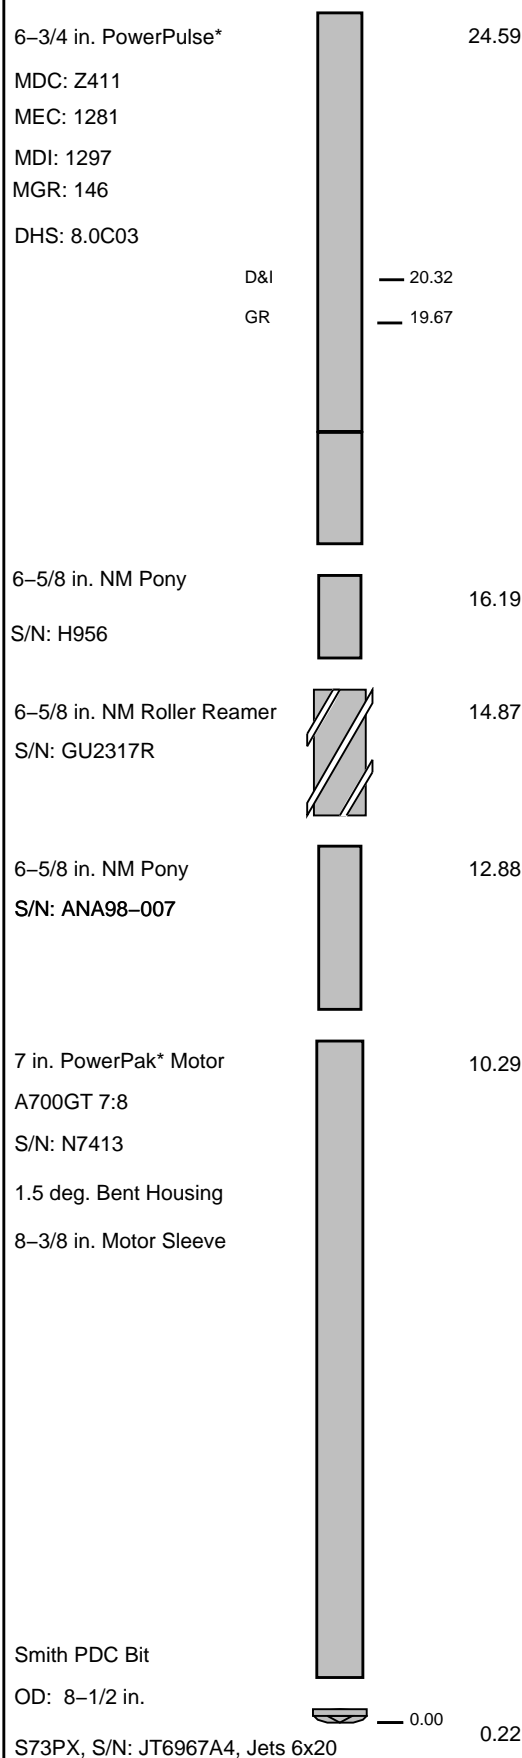 6–3/4 in. PowerPulse* 24.59
MDC: Z411
MEC: 1281
MDI: 1297
MGR: 146
DHS: 8.0C03
D&I 20.32
GR 19.67
6–5/8 in. NM Pony
16.19
S/N: H956
6–5/8 in. NM Roller Reamer 14.87
S/N: GU2317R
6–5/8 in. NM Pony 12.88
S/N: ANA98–007
7 in. PowerPak* Motor 10.29
A700GT 7:8
S/N: N7413
1.5 deg. Bent Housing
8–3/8 in. Motor Sleeve
Smith PDC Bit
OD: 8–1/2 in.
0.00
S73PX, S/N: JT6967A4, Jets 6x20 0.22